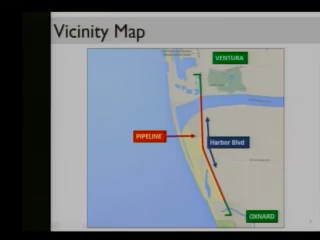 Vicinity Map
VENTURA
PIPELINE
Harbor Blvd
OXNARD